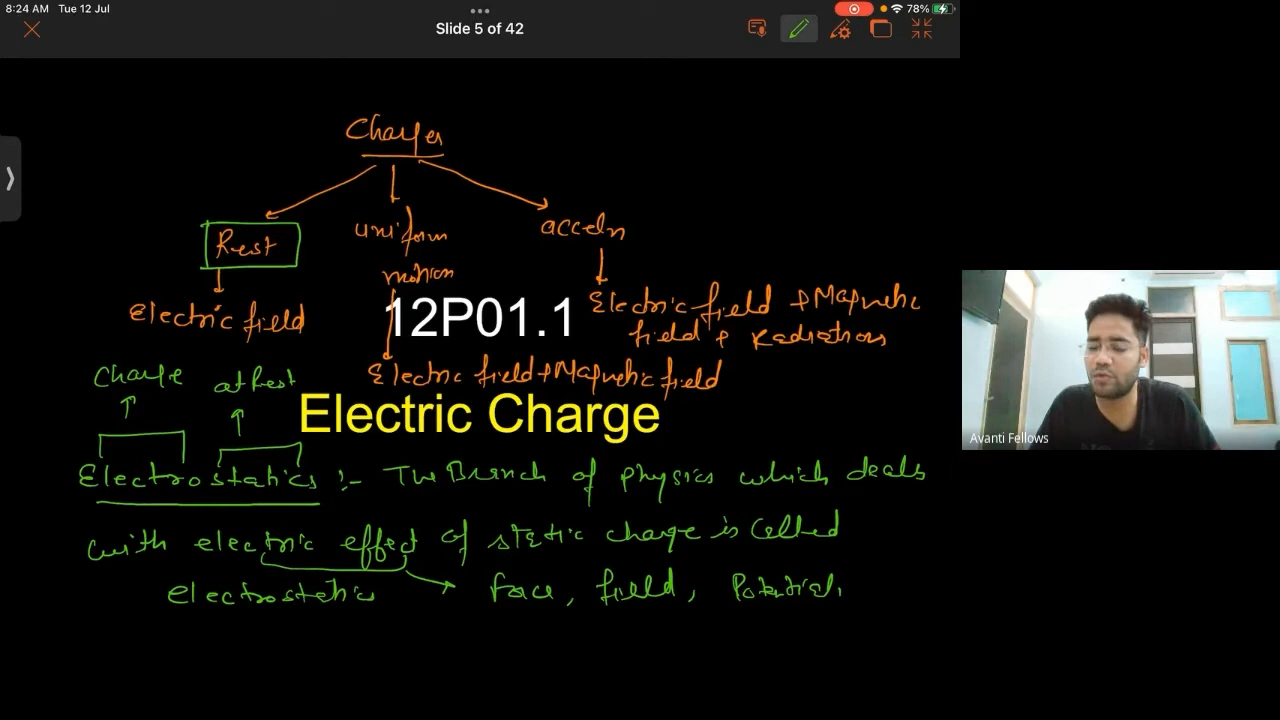 8:24 AM Tue 12 Jul
78%
Slide 5 of 42
Charges
Rest
uniform
motion
acceln
Electric field
12P01.1
Electric field + Magnetic
field + Radiations
Electric field + Magnetic field
Charge at Rest
Electric Charge
Avanti Fellows
Electrostatics :- The Branch of physics which deals
with electric effect of static charge is called
electrostatics
Force, field, Potential,